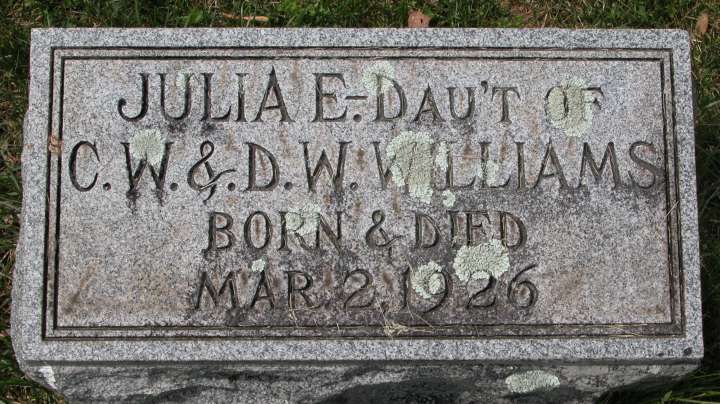 JULIA E.-DAU'T OF
C.W.&.D.W. WILLIAMS
BORN & DIED
MAR. 2, 1926